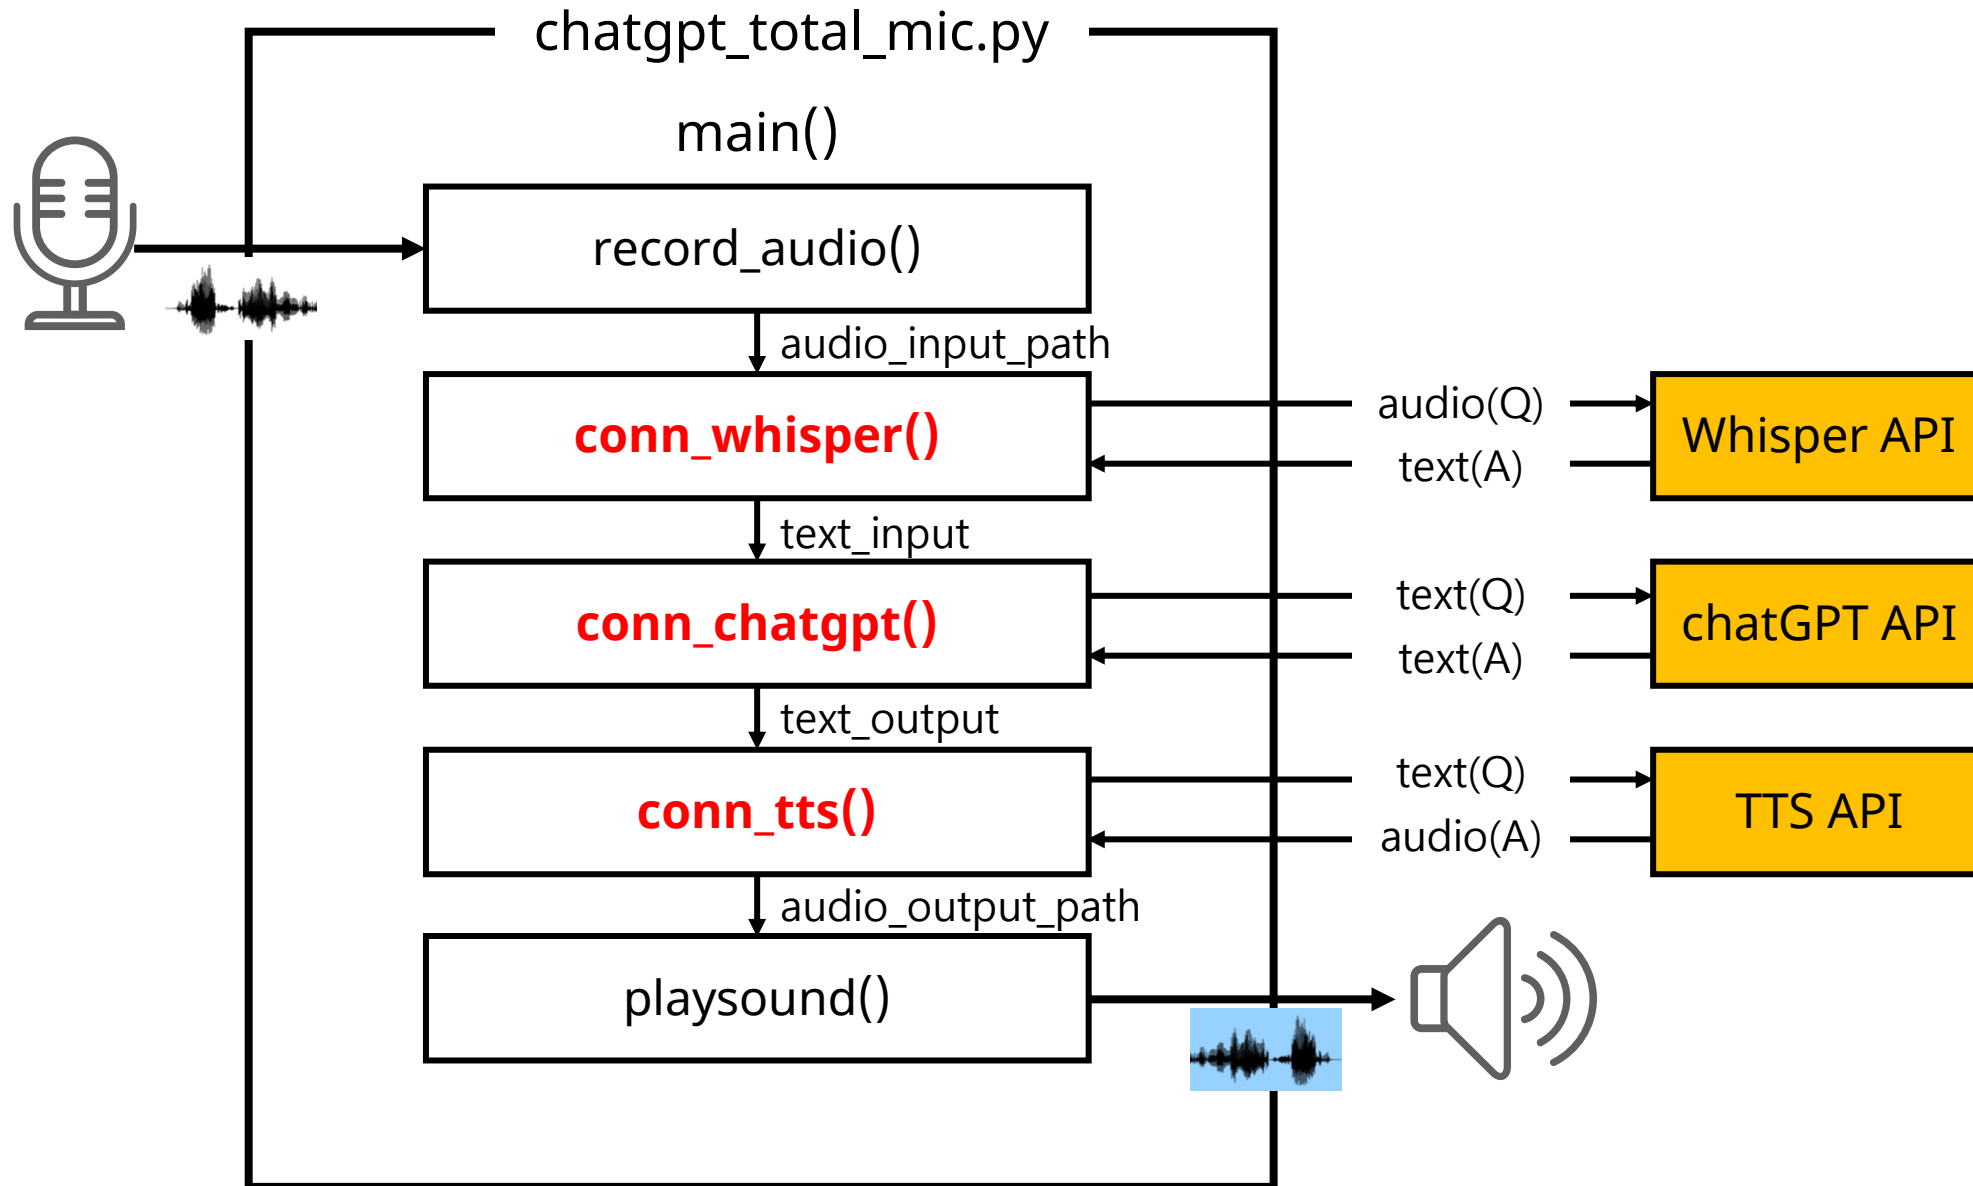 chatgpt_total_mic.py
main()
record_audio()
audio_input_path
conn_whisper()
audio(Q)
text(A)
Whisper API
text_input
conn_chatgpt()
text(Q)
text(A)
chatGPT API
text_output
conn_tts()
text(Q)
audio(A)
TTS API
audio_output_path
playsound()